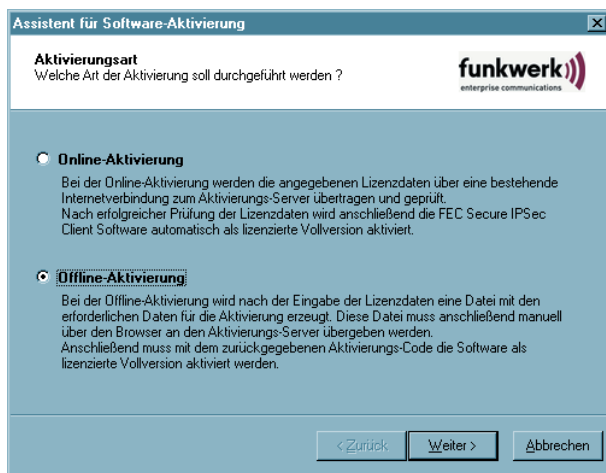 Assistent für Software-Aktivierung
Aktivierungsart
Welche Art der Aktivierung soll durchgeführt werden ?
funkwerk
enterprise communications
Online-Aktivierung
Bei der Online-Aktivierung werden die angegebenen Lizenzdaten über eine bestehende
Internetverbindung zum Aktivierungs-Server übertragen und geprüft.
Nach erfolgreicher Prüfung der Lizenzdaten wird anschließend die FEC Secure IPSec
Client Software automatisch als lizenzierte Vollversion aktiviert.
Offline-Aktivierung
Bei der Offline-Aktivierung wird nach der Eingabe der Lizenzdaten eine Datei mit den
erforderlichen Daten für die Aktivierung erzeugt. Diese Datei muss anschließend manuell
über den Browser an den Aktivierungs-Server übergeben werden.
Anschließend muss mit dem zurückgegebenen Aktivierungs-Code die Software als
lizenzierte Vollversion aktiviert werden.
< Zurück Weiter > Abbrechen